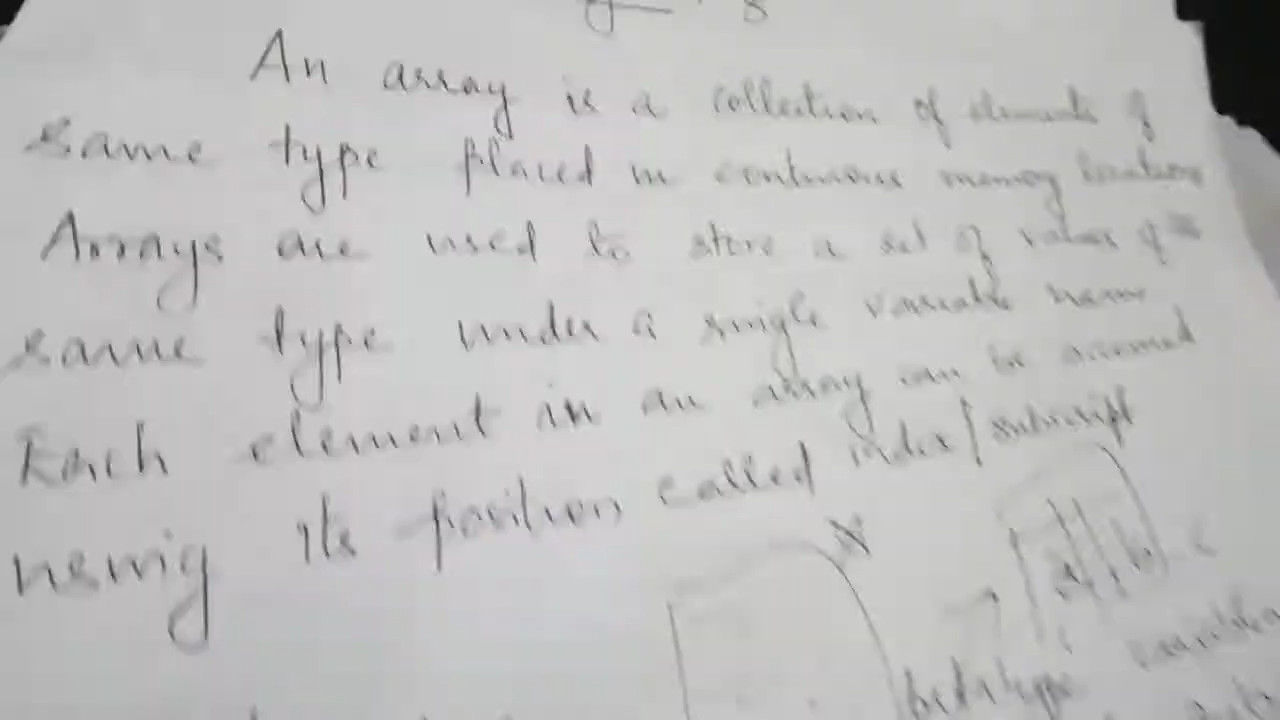 An array is a collection of elements of
same type placed in continuous memory locations
Arrays are used to store a set of values of
same type under a single variable name
Each element in an array can be accessed
using its position called index/subscript
datatype variable